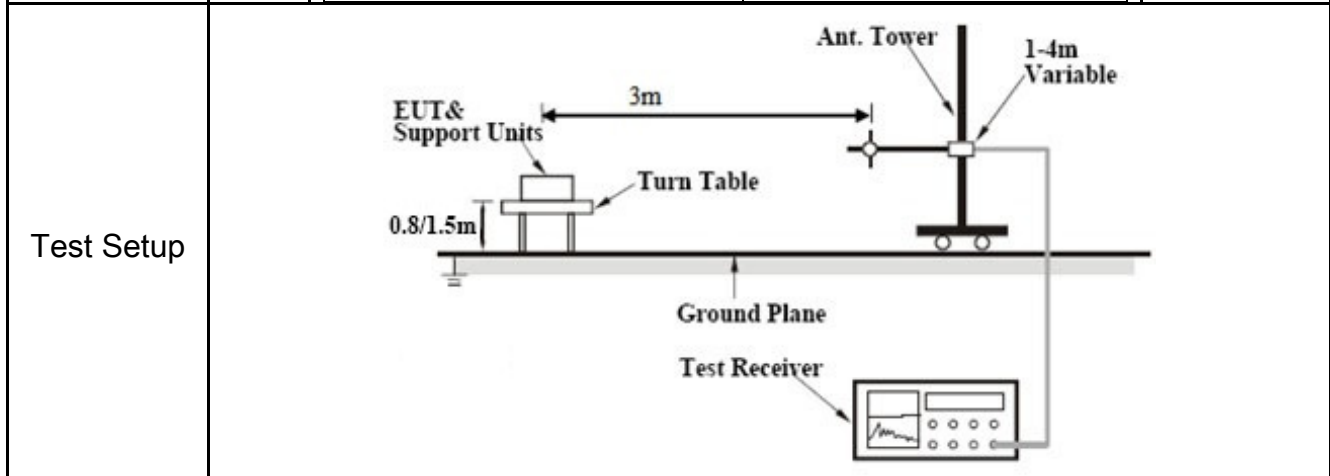 Test Setup
Ant. Tower
1-4m
Variable
3m
EUT&
Support Units
Turn Table
0.8/1.5m
Ground Plane
Test Receiver